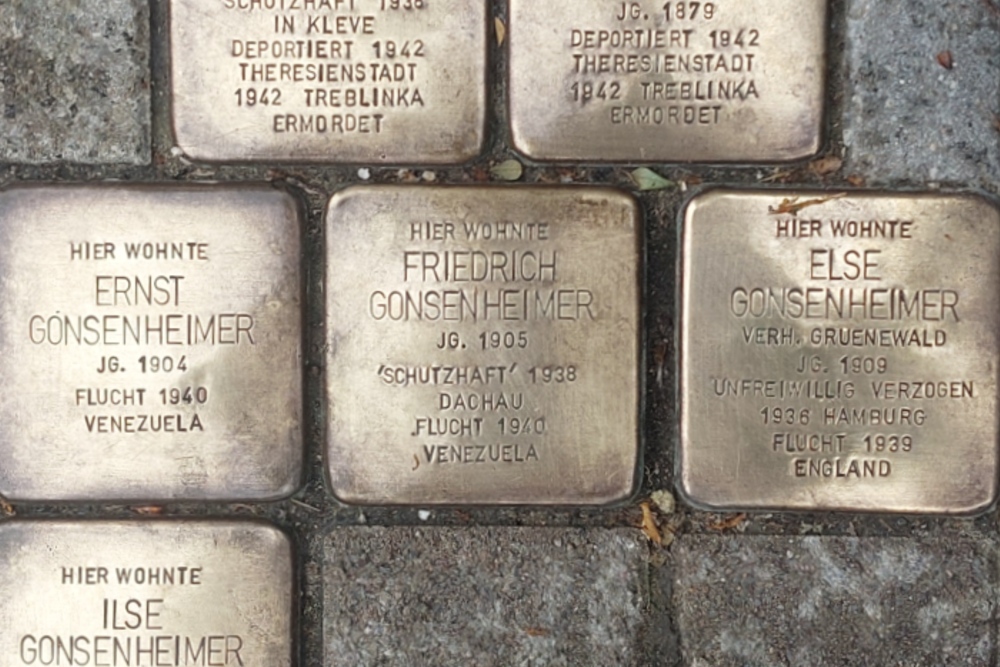 SCHUTZHAFT 1938
IN KLEVE
DEPORTIERT 1942
THERESIENSTADT
1942 TREBLINKA
ERMORDET
JG. 1879
DEPORTIERT 1942
THERESIENSTADT
1942 TREBLINKA
ERMORDET
HIER WOHNTE
ERNST
GONSENHEIMER
JG. 1904
FLUCHT 1940
VENEZUELA
HIER WOHNTE
FRIEDRICH
GONSENHEIMER
JG. 1905
'SCHUTZHAFT' 1938
DACHAU
FLUCHT 1940
VENEZUELA
HIER WOHNTE
ELSE
GONSENHEIMER
VERH. GRUENEWALD
JG. 1909
UNFREIWILLIG VERZOGEN
1936 HAMBURG
FLUCHT 1939
ENGLAND
HIER WOHNTE
ILSE
GONSENHEIMER